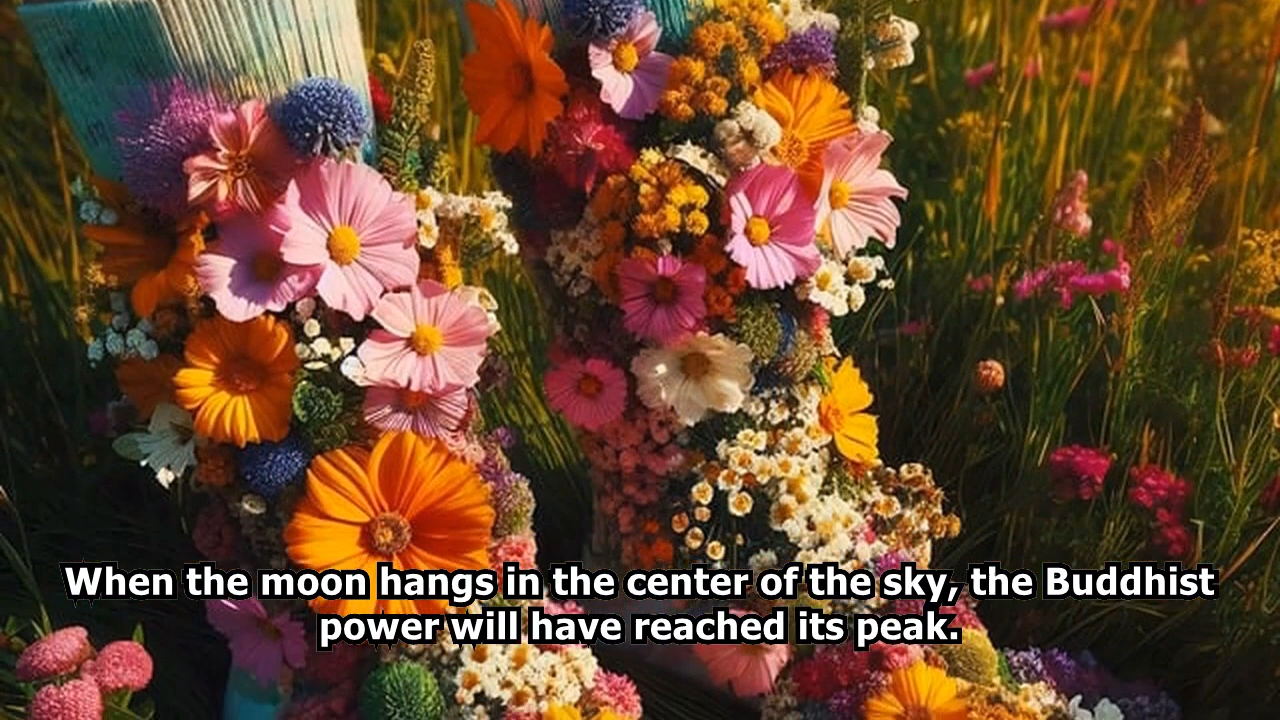 When the moon hangs in the center of the sky, the Buddhist
power will have reached its peak.